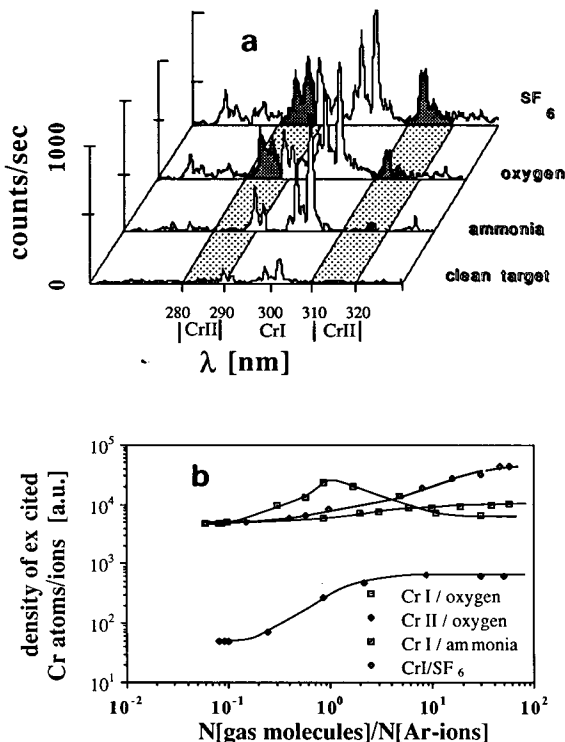 a
SF6
oxygen
ammonia
clean target
counts/sec
1000
0
280 290 300 310 320
|CrII| CrI |CrII|
λ [nm]
b
density of ex cited
Cr atoms/ions [a.u.]
10^5
10^4
10^3
10^2
10^1
Cr I / oxygen
Cr II / oxygen
Cr I / ammonia
CrI/SF6
10^-2 10^-1 10^0 10^1 10^2
N[gas molecules]/N[Ar-ions]